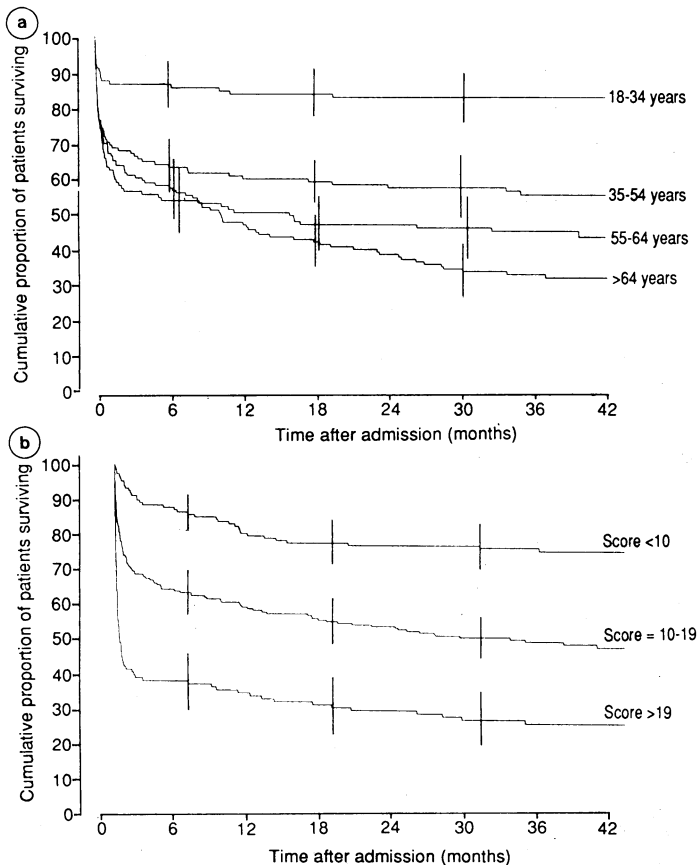 a
Cumulative proportion of patients surviving
100
90
80
70
60
50
40
30
20
10
0
18-34 years
35-54 years
55-64 years
>64 years
0 6 12 18 24 30 36 42
Time after admission (months)
b
Cumulative proportion of patients surviving
100
90
80
70
60
50
40
30
20
10
0
Score <10
Score = 10-19
Score >19
0 6 12 18 24 30 36 42
Time after admission (months)